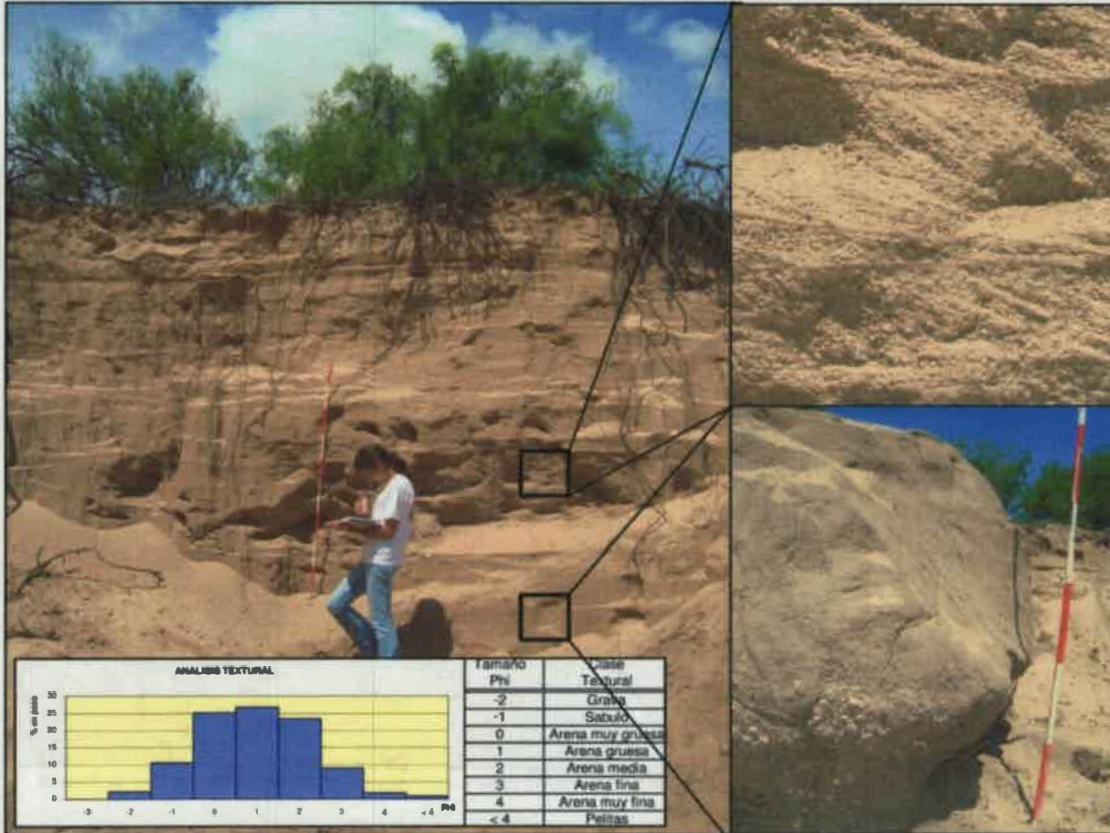 ANALISIS TEXTURAL
% en peso
30
25
20
15
10
5
0
-3 -2 -1 0 1 2 3 4 < 4 PHI
Tamaño Phi Clase Textural
-2 Grava
-1 Sabulo
0 Arena muy gruesa
1 Arena gruesa
2 Arena media
3 Arena fina
4 Arena muy fina
< 4 Pelitas